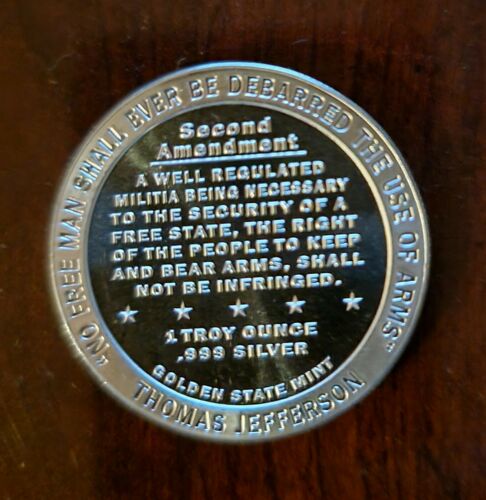 "NO FREE MAN SHALL EVER BE DEBARRED THE USE OF ARMS"
Second
Amendment
A WELL REGULATED
MILITIA BEING NECESSARY
TO THE SECURITY OF A
FREE STATE, THE RIGHT
OF THE PEOPLE TO KEEP
AND BEAR ARMS, SHALL
NOT BE INFRINGED.
1 TROY OUNCE
.999 SILVER
GOLDEN STATE MINT
THOMAS JEFFERSON